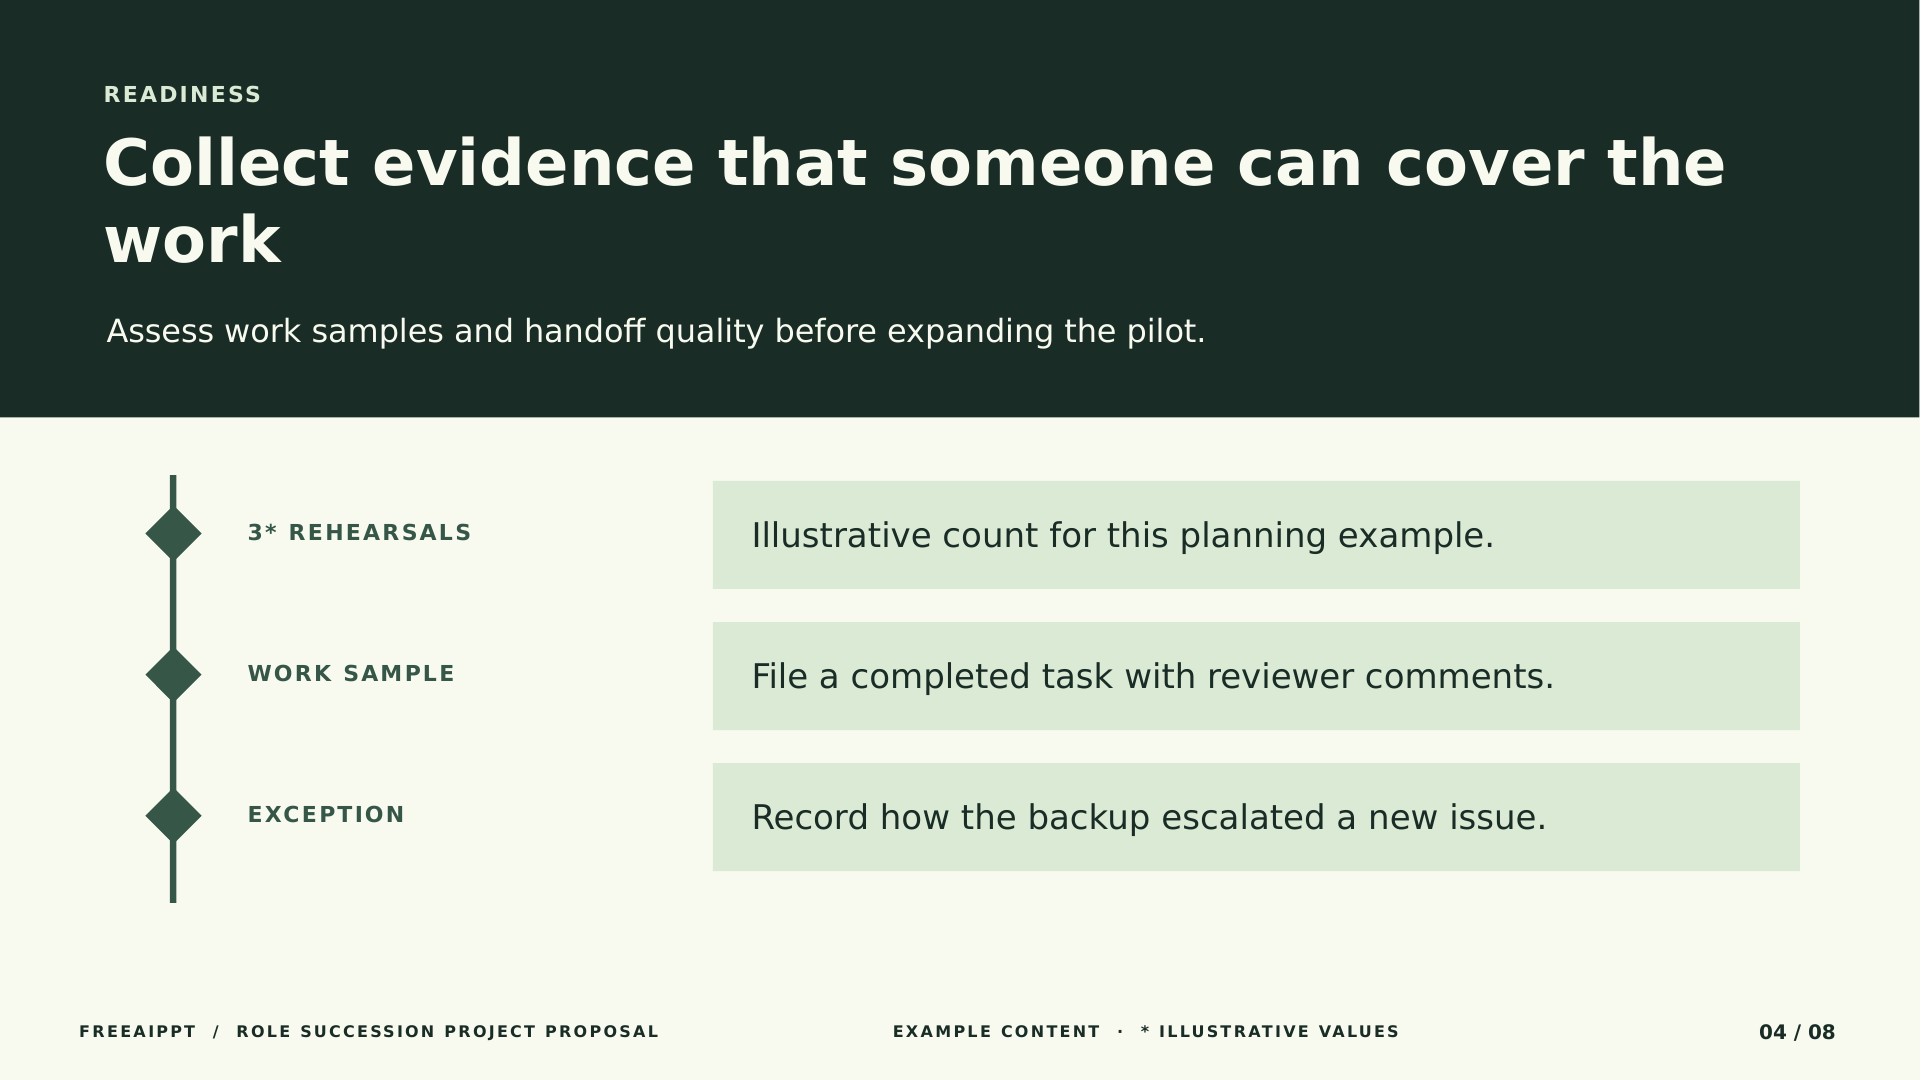 READINESS
Collect evidence that someone can cover the
work
Assess work samples and handoff quality before expanding the pilot.
3* REHEARSALS
Illustrative count for this planning example.
WORK SAMPLE
File a completed task with reviewer comments.
EXCEPTION
Record how the backup escalated a new issue.
FREEAIPPT / ROLE SUCCESSION PROJECT PROPOSAL
EXAMPLE CONTENT · * ILLUSTRATIVE VALUES
04 / 08